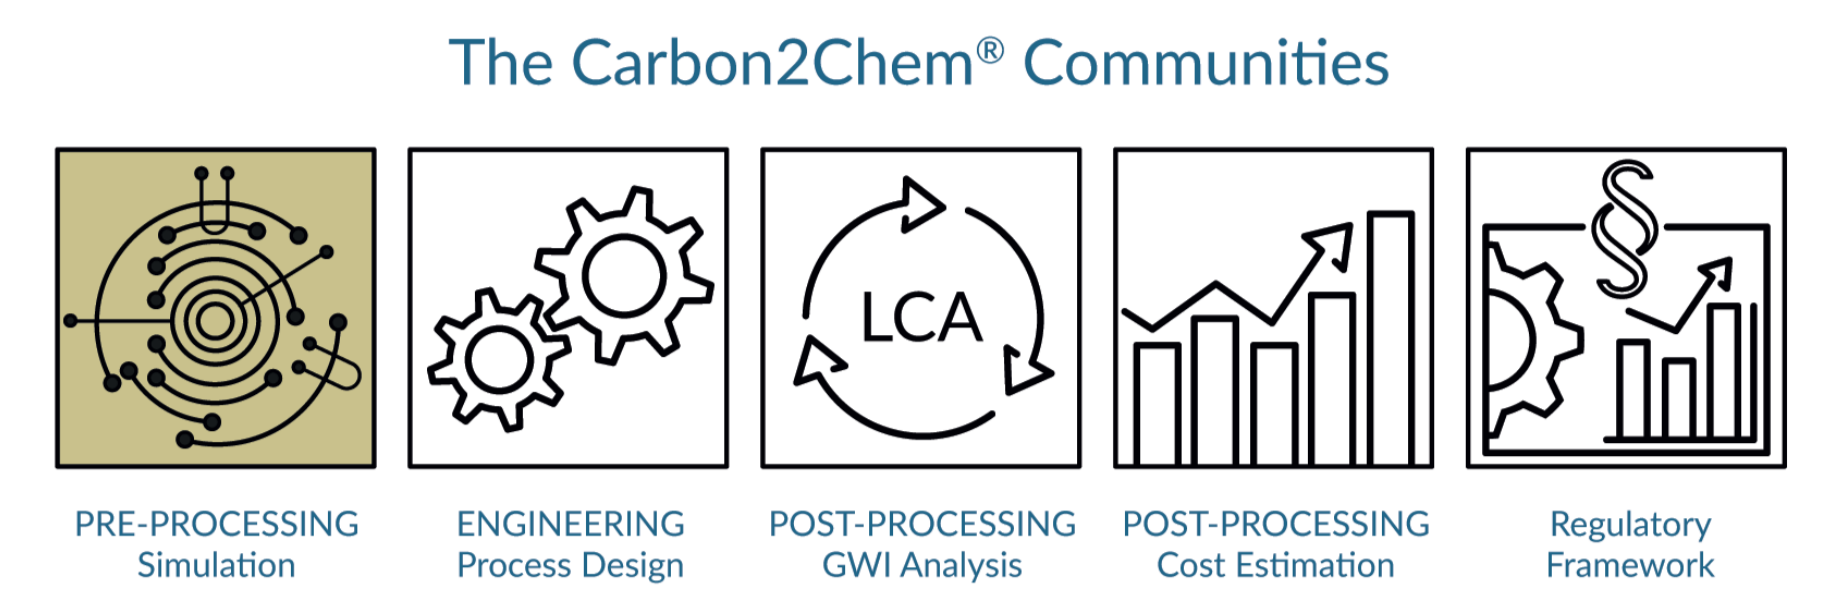 The Carbon2Chem® Communities
LCA
§
PRE-PROCESSING
Simulation
ENGINEERING
Process Design
POST-PROCESSING
GWI Analysis
POST-PROCESSING
Cost Estimation
Regulatory
Framework